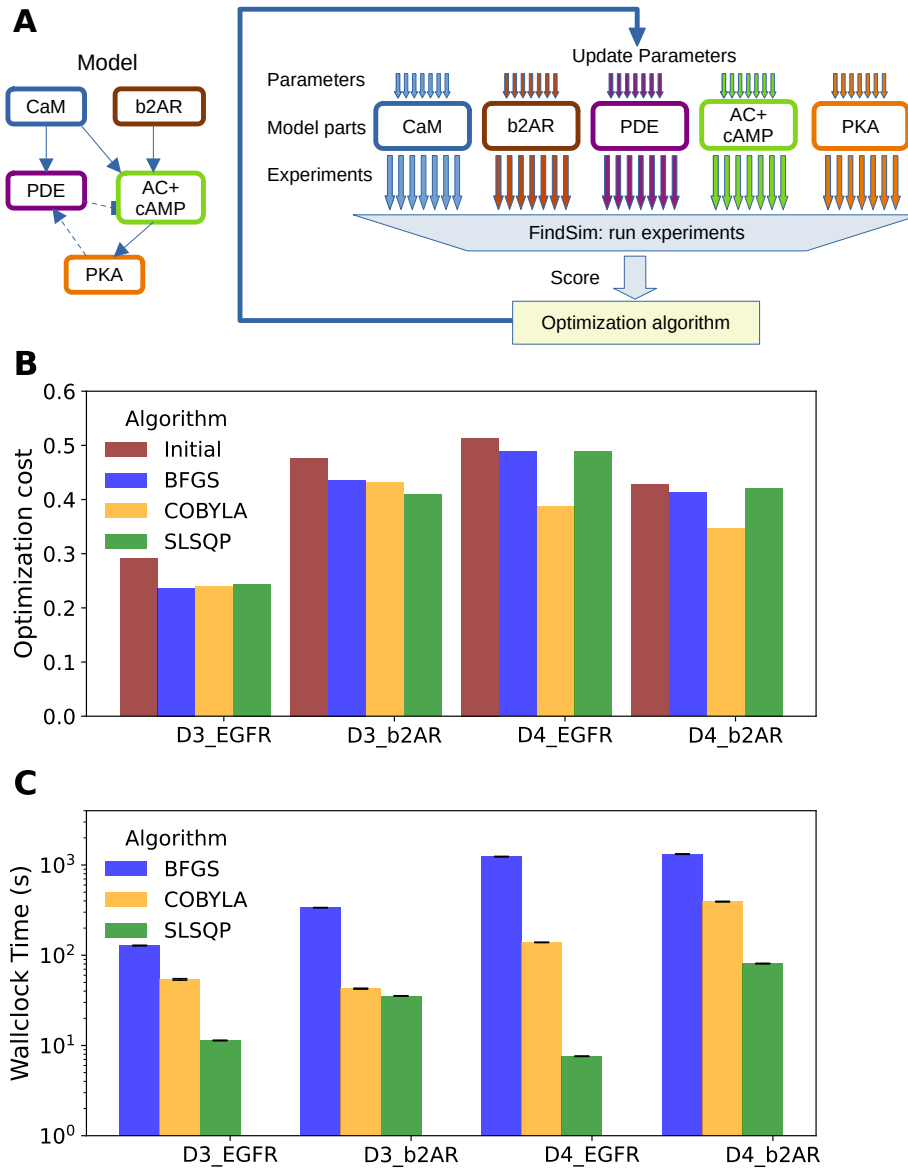 A
Model
CaM
b2AR
PDE
AC+
cAMP
PKA
Update Parameters
Parameters
Model parts
CaM
b2AR
PDE
AC+
cAMP
PKA
Experiments
FindSim: run experiments
Score
Optimization algorithm
B
Optimization cost
0.6
0.5
0.4
0.3
0.2
0.1
0.0
Algorithm
Initial
BFGS
COBYLA
SLSQP
D3_EGFR
D3_b2AR
D4_EGFR
D4_b2AR
C
Wallclock Time (s)
10³
10²
10¹
10⁰
Algorithm
BFGS
COBYLA
SLSQP
D3_EGFR
D3_b2AR
D4_EGFR
D4_b2AR